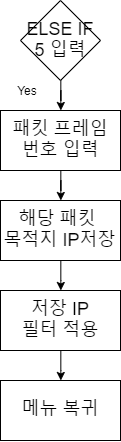 ELSE IF
5 입력
Yes
패킷 프레임
번호 입력
해당 패킷
목적지 IP저장
저장 IP
필터 적용
메뉴 복귀